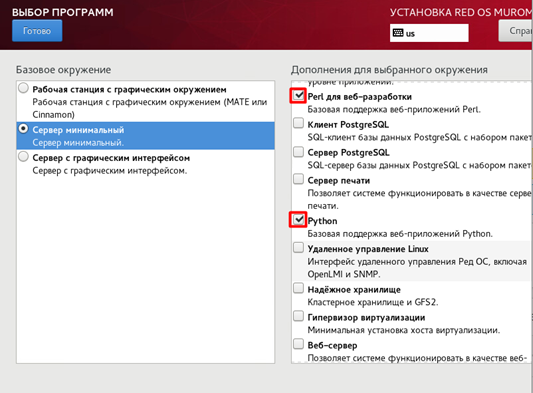 ВЫБОР ПРОГРАММ
УСТАНОВКА RED OS MUROM
Готово
us
Спра
Базовое окружение
Дополнения для выбранного окружения
Рабочая станция с графическим окружением
Рабочая станция с графическим окружением (MATE или
Cinnamon)
Сервер минимальный
Сервер минимальный.
Сервер с графическим интерфейсом
Сервер с графическим интерфейсом.
уровне приложений.
Perl для веб-разработки
Базовая поддержка веб-приложений Perl.
Клиент PostgreSQL
SQL-клиент базы данных PostgreSQL с набором пакет
Сервер PostgreSQL
SQL-сервер базы данных PostgreSQL с набором пакет
Сервер печати
Позволяет системе функционировать в качестве серве
печати.
Python
Базовая поддержка веб-приложений Python.
Удаленное управление Linux
Интерфейс удаленного управления Ред ОС, включая
OpenLMI и SNMP.
Надёжное хранилище
Кластерное хранилище и GFS2.
Гипервизор виртуализации
Минимальная установка хоста виртуализации.
Веб-сервер
Позволяет системе функционировать в качестве веб-